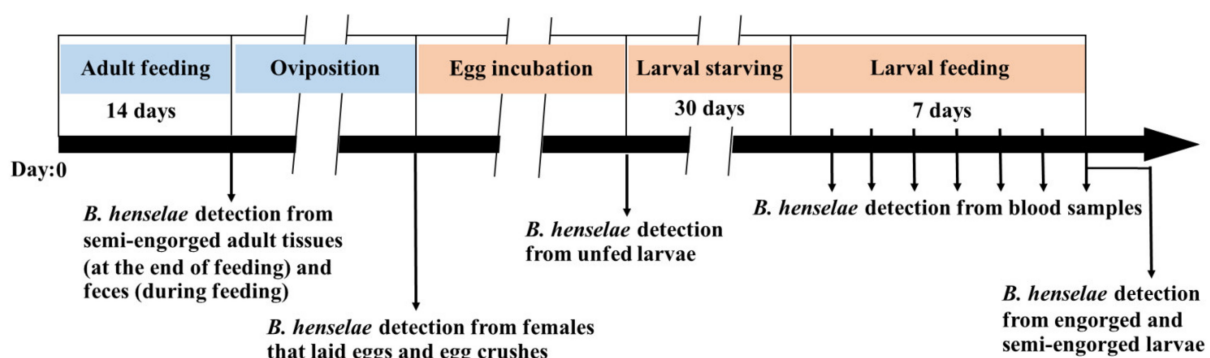 Adult feeding
Oviposition
Egg incubation
Larval starving
Larval feeding
14 days
30 days
7 days
Day:0
B. henselae detection from
semi-engorged adult tissues
(at the end of feeding) and
feces (during feeding)
B. henselae detection from females
that laid eggs and egg crushes
B. henselae detection
from unfed larvae
B. henselae detection from blood samples
B. henselae detection
from engorged and
semi-engorged larvae